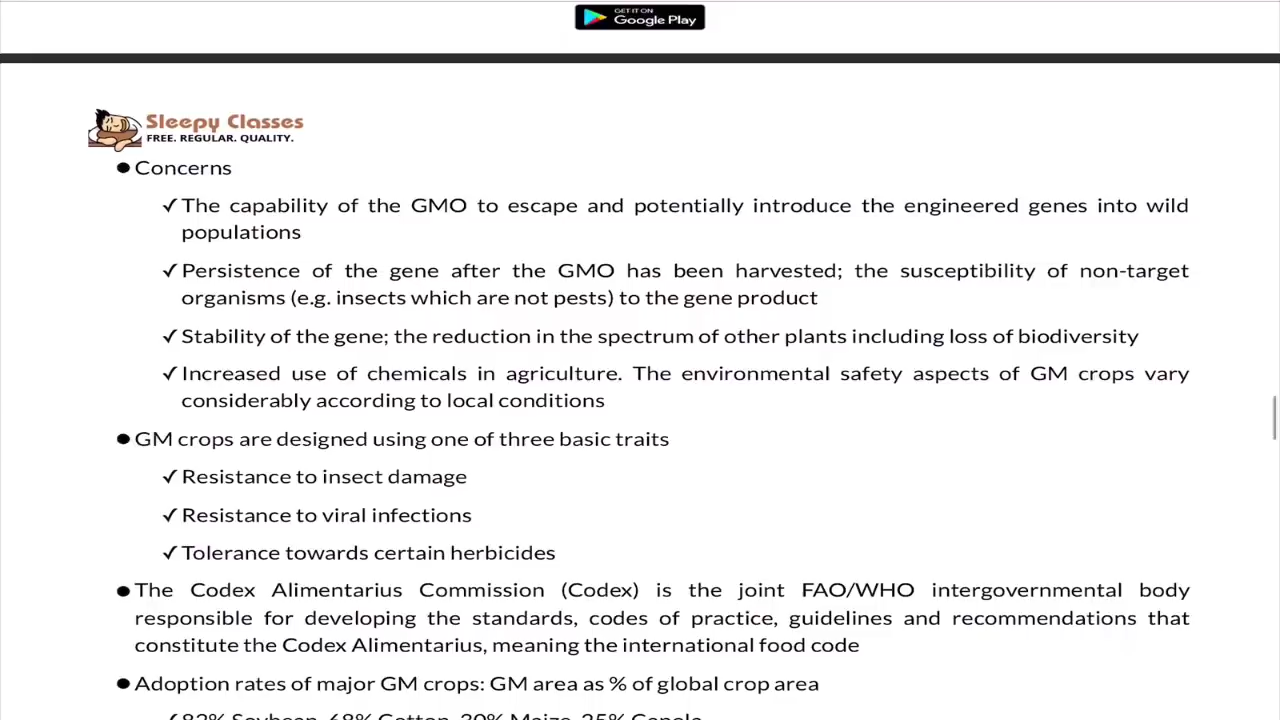 GET IT ON
Google Play
Sleepy Classes
FREE. REGULAR. QUALITY.
● Concerns
✓ The capability of the GMO to escape and potentially introduce the engineered genes into wild
populations
✓ Persistence of the gene after the GMO has been harvested; the susceptibility of non-target
organisms (e.g. insects which are not pests) to the gene product
✓ Stability of the gene; the reduction in the spectrum of other plants including loss of biodiversity
✓ Increased use of chemicals in agriculture. The environmental safety aspects of GM crops vary
considerably according to local conditions
● GM crops are designed using one of three basic traits
✓ Resistance to insect damage
✓ Resistance to viral infections
✓ Tolerance towards certain herbicides
● The Codex Alimentarius Commission (Codex) is the joint FAO/WHO intergovernmental body
responsible for developing the standards, codes of practice, guidelines and recommendations that
constitute the Codex Alimentarius, meaning the international food code
● Adoption rates of major GM crops: GM area as % of global crop area
✓ 82% Soybean, 68% Cotton, 30% Maize, 25% Canola